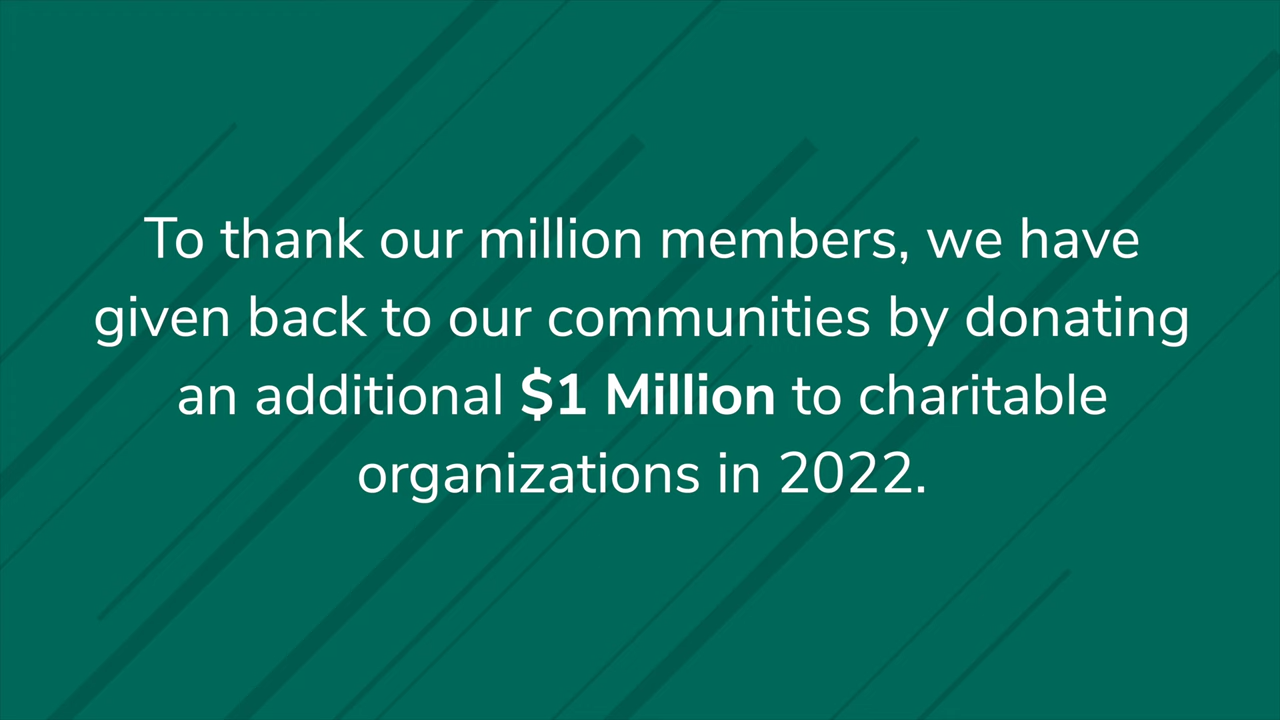 To thank our million members, we have
given back to our communities by donating
an additional $1 Million to charitable
organizations in 2022.